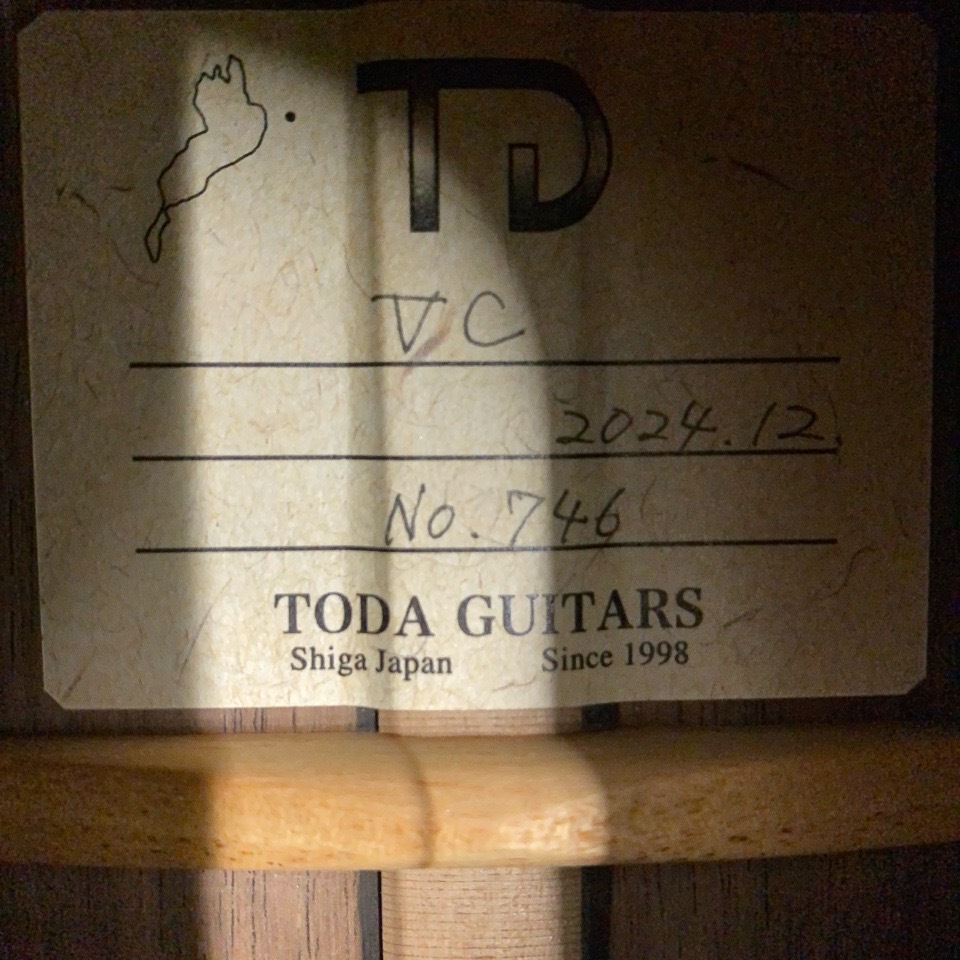 TD
VC
2024.12.
No. 746
TODA GUITARS
Shiga Japan Since 1998